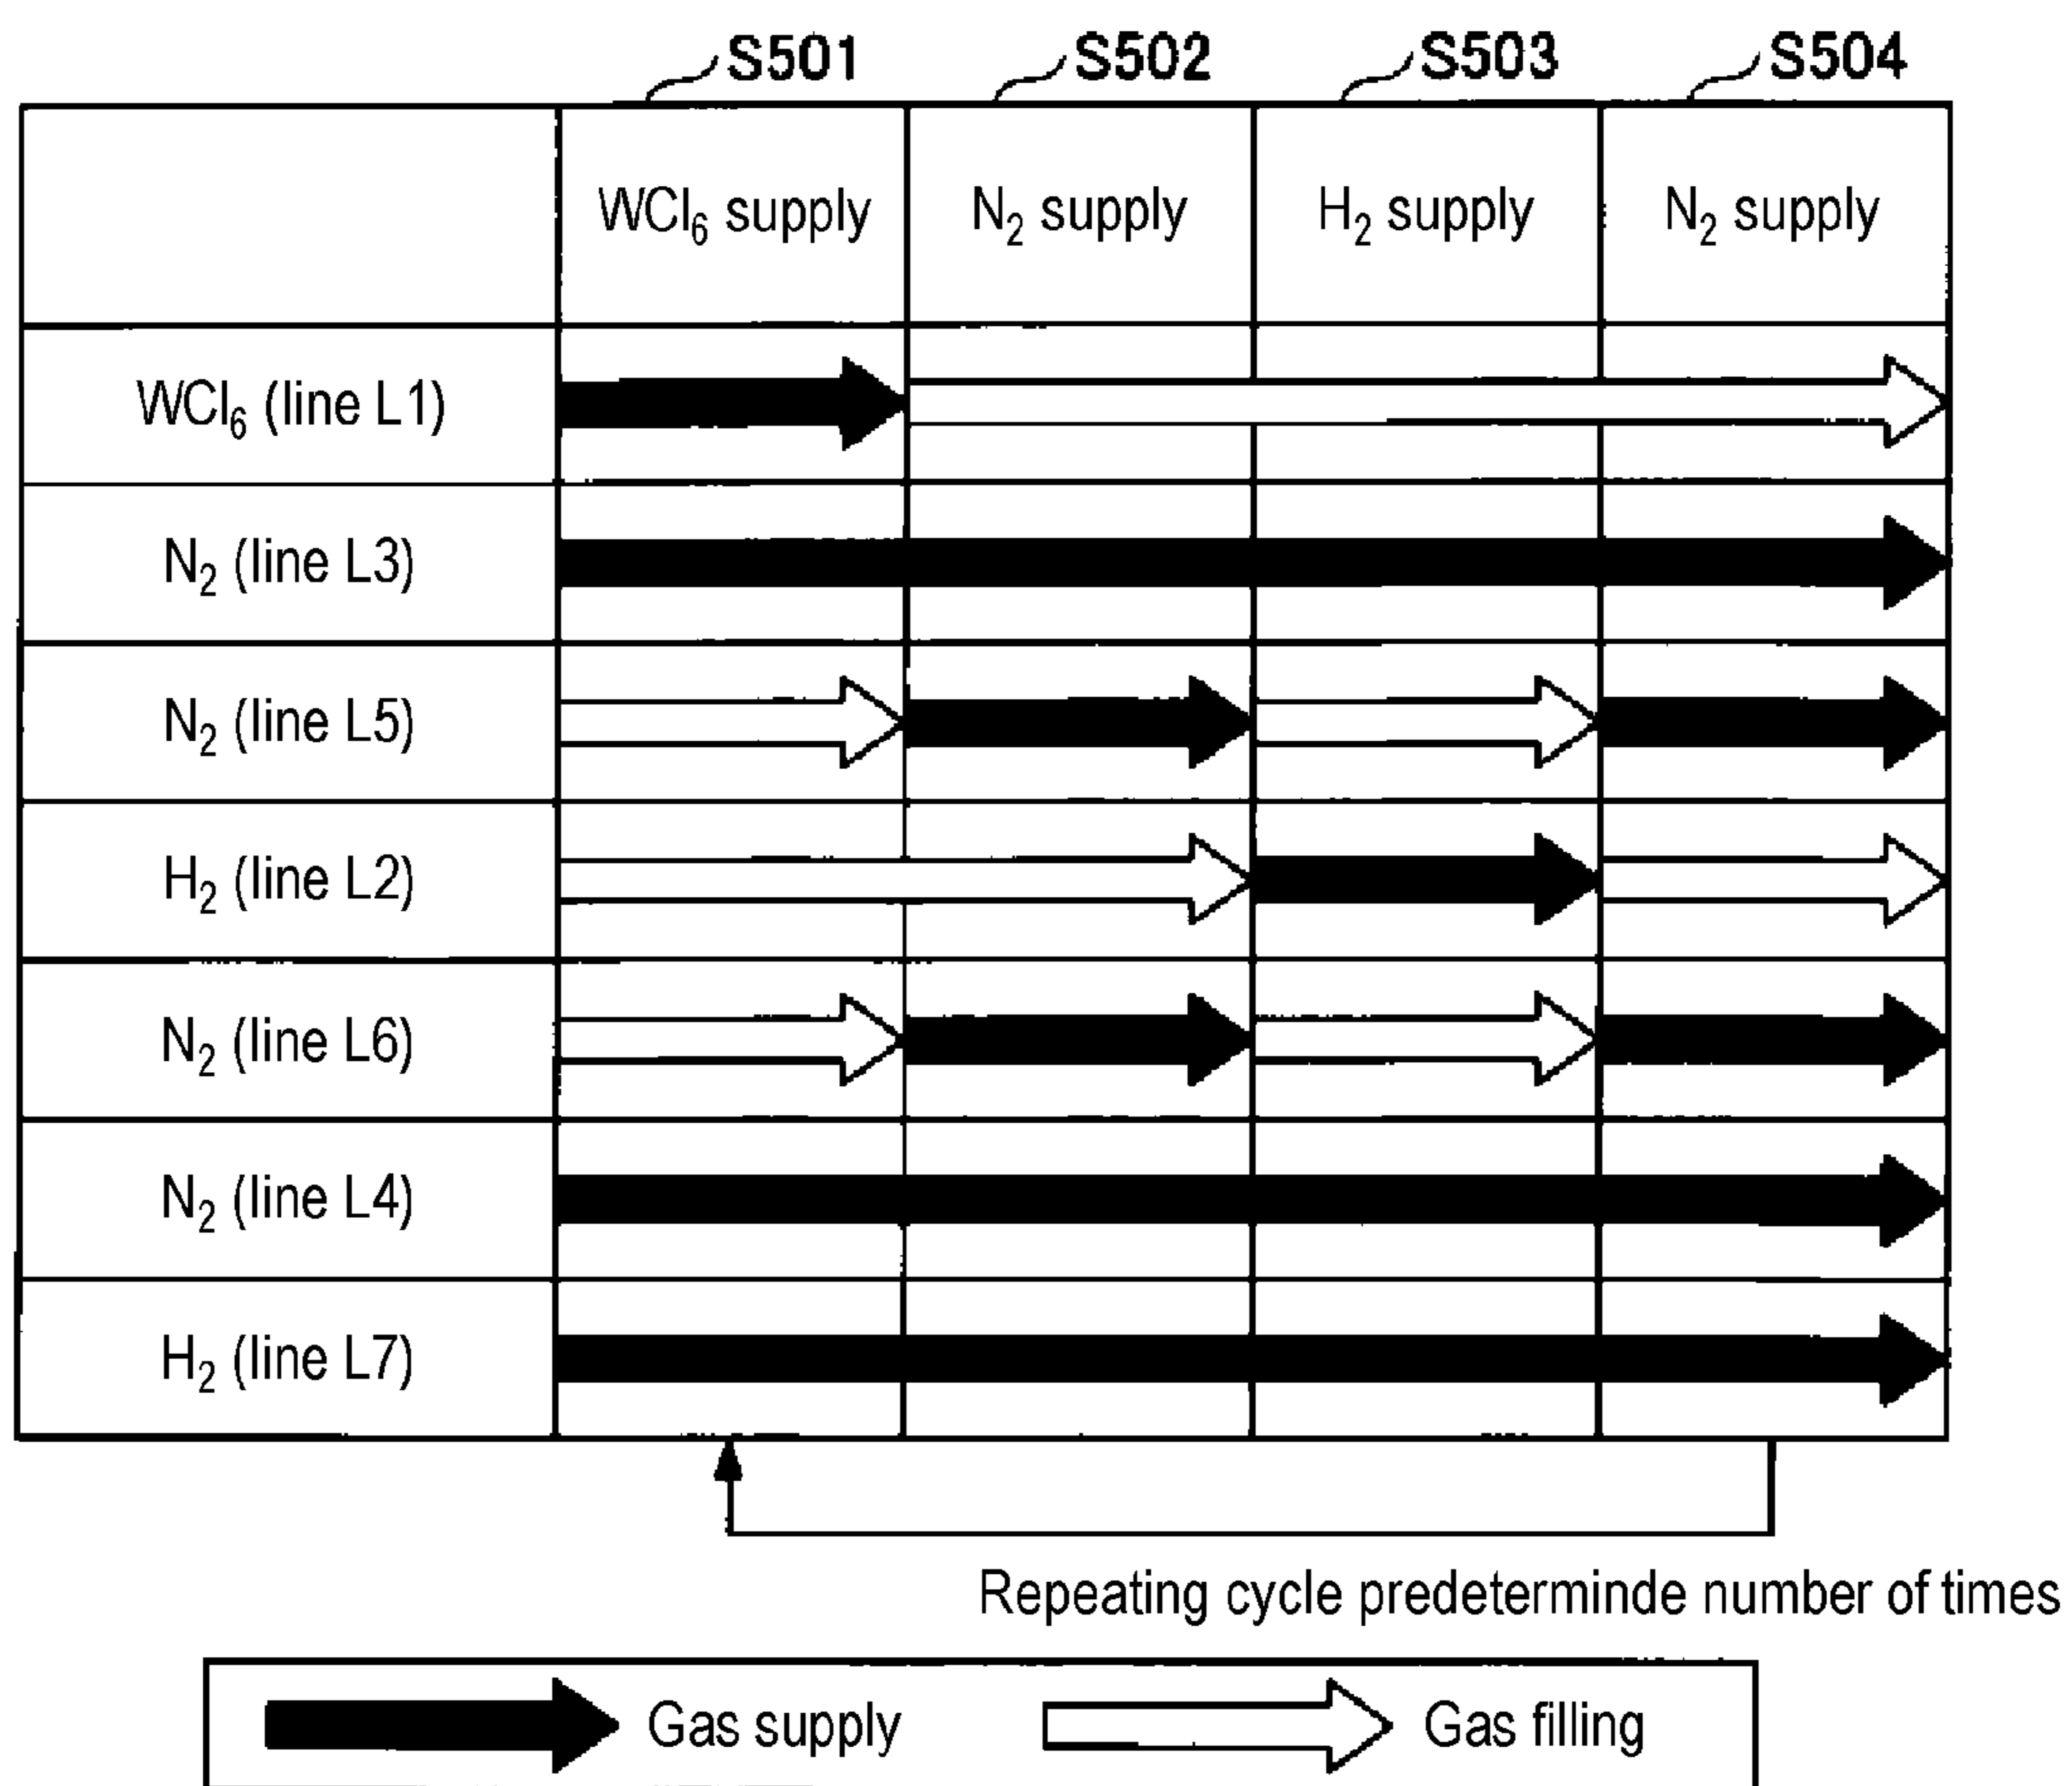 S501 S502 S503 S504
WCl₆ supply N₂ supply H₂ supply N₂ supply
WCl₆ (line L1)
N₂ (line L3)
N₂ (line L5)
H₂ (line L2)
N₂ (line L6)
N₂ (line L4)
H₂ (line L7)
Repeating cycle predeterminde number of times
Gas supply Gas filling